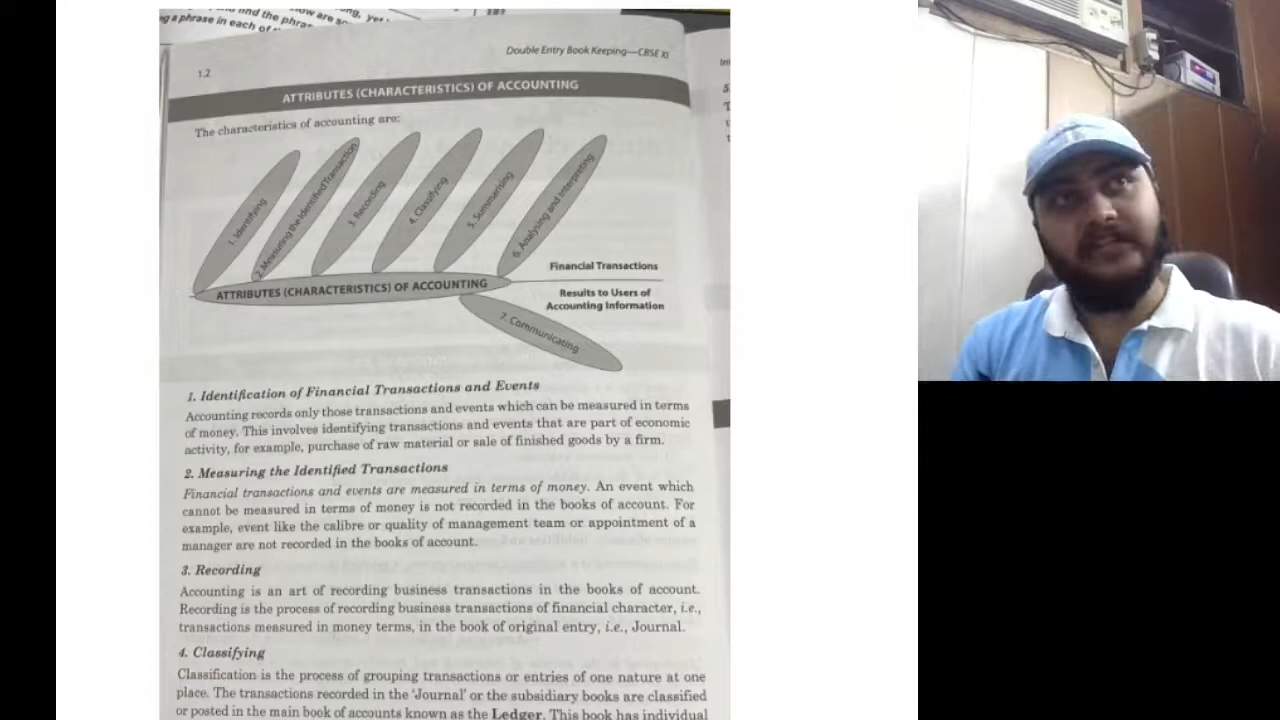 Double Entry Book Keeping—CBSE XI
1.2
ATTRIBUTES (CHARACTERISTICS) OF ACCOUNTING
The characteristics of accounting are:
1. Identifying
2. Measuring the Identified Transaction
3. Recording
4. Classifying
5. Summarising
6. Analysing and Interpreting
Financial Transactions
ATTRIBUTES (CHARACTERISTICS) OF ACCOUNTING
Results to Users of
Accounting Information
7. Communicating
1. Identification of Financial Transactions and Events
Accounting records only those transactions and events which can be measured in terms
of money. This involves identifying transactions and events that are part of economic
activity, for example, purchase of raw material or sale of finished goods by a firm.
2. Measuring the Identified Transactions
Financial transactions and events are measured in terms of money. An event which
cannot be measured in terms of money is not recorded in the books of account. For
example, event like the calibre or quality of management team or appointment of a
manager are not recorded in the books of account.
3. Recording
Accounting is an art of recording business transactions in the books of account.
Recording is the process of recording business transactions of financial character, i.e.,
transactions measured in money terms, in the book of original entry, i.e., Journal.
4. Classifying
Classification is the process of grouping transactions or entries of one nature at one
place. The transactions recorded in the 'Journal' or the subsidiary books are classified
or posted in the main book of accounts known as the Ledger. This book has individual